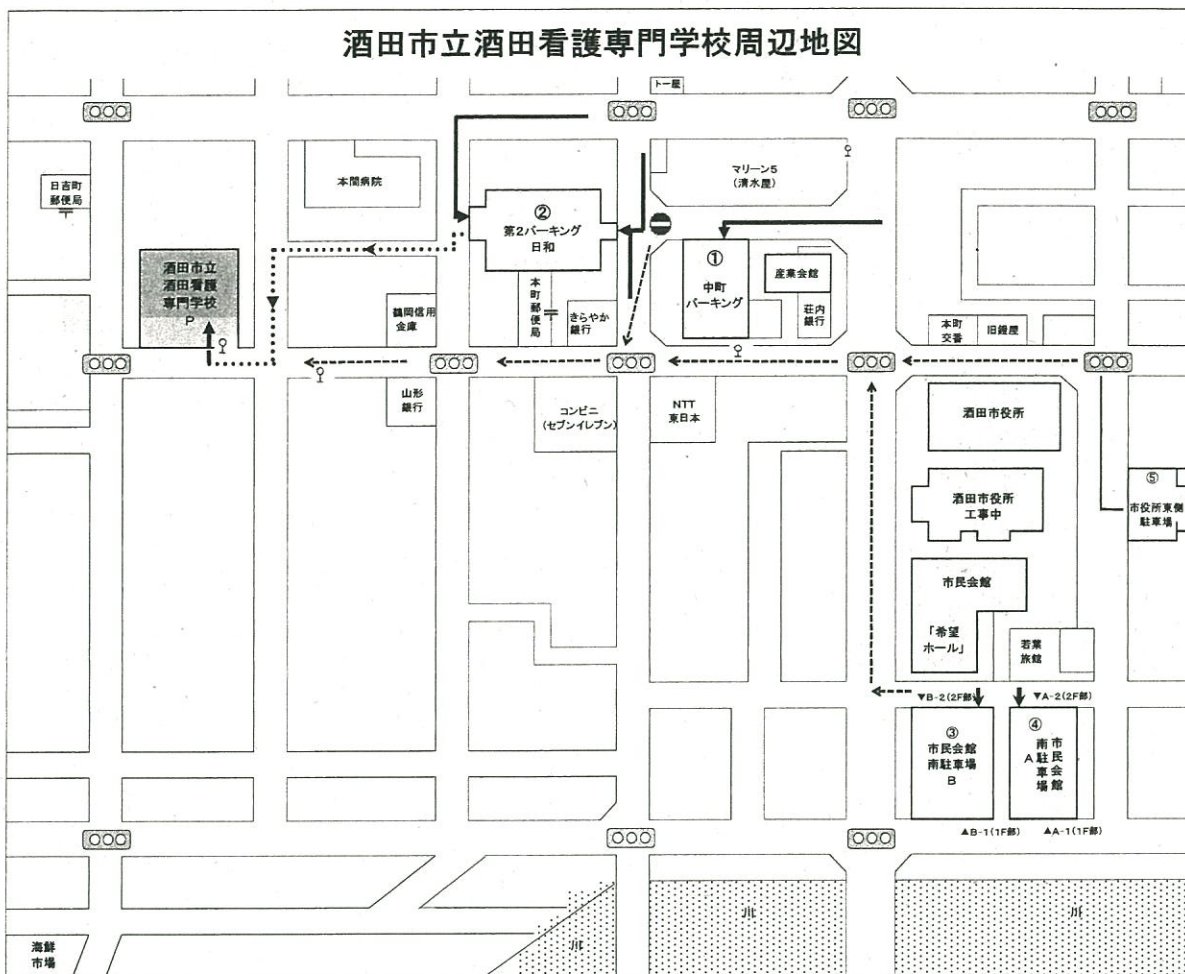 酒田市立酒田看護専門学校周辺地図
トー屋
日吉町
郵便局
〒
本間病院
マリーン5
(清水屋)
②
第2パーキング
日和
①
中町
パーキング
産業会館
荘内
銀行
酒田市立
酒田看護
専門学校
P
鶴岡信用
金庫
本町郵便局
〒
きらやか
銀行
本町
交番
旧鐙屋
山形
銀行
コンビニ
(セブンイレブン)
NTT
東日本
酒田市役所
酒田市役所
工事中
⑤
市役所東側
駐車場
市民会館
「希望
ホール」
若葉
旅館
▼B-2(2F部)
▼A-2(2F部)
③
市民会館
南駐車場
B
④
市民会館
南駐車場
A
▲B-1(1F部)
▲A-1(1F部)
川
川
川
海鮮
市場